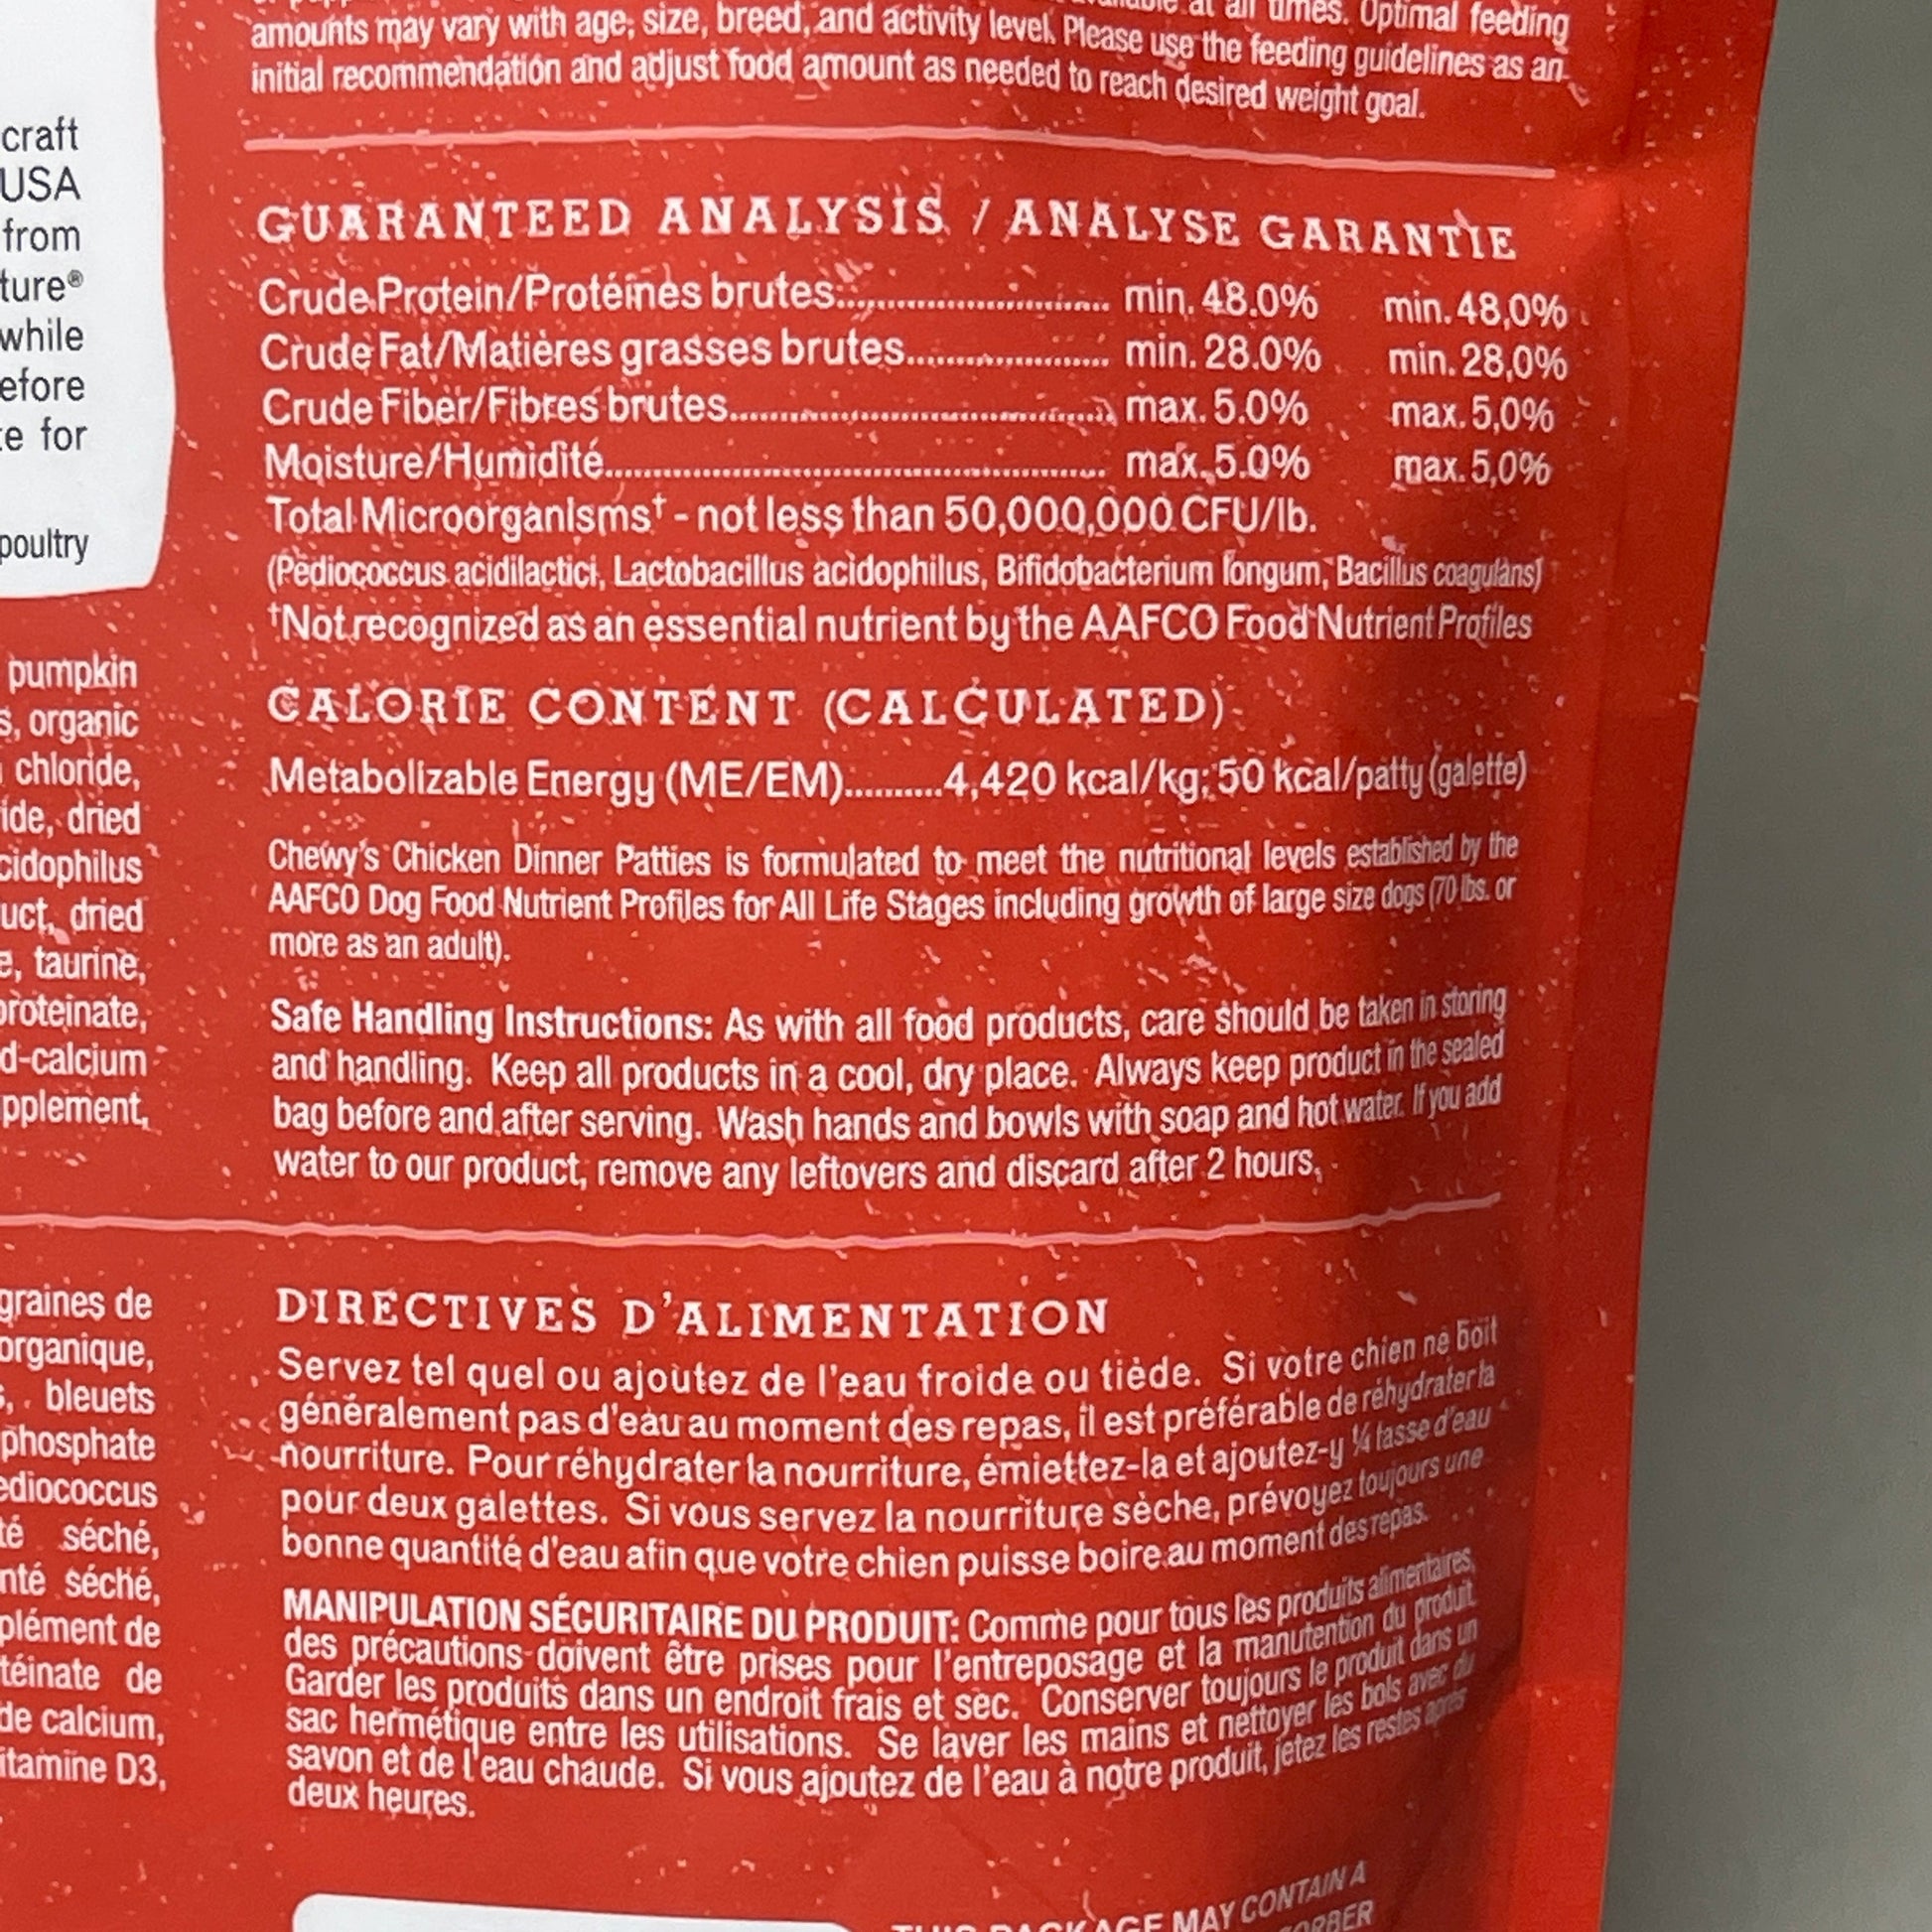 at all times. Optimal feeding
amounts may vary with age, size, breed, and activity level. Please use the feeding guidelines as an
initial recommendation and adjust food amount as needed to reach desired weight goal.
craft
USA
from
ture®
while
efore
e for
poultry
GUARANTEED ANALYSIS / ANALYSE GARANTIE
Crude Protein/Protéines brutes.......... min. 48.0% min. 48,0%
Crude Fat/Matières grasses brutes.......... min. 28.0% min. 28,0%
Crude Fiber/Fibres brutes.......... max. 5.0% max. 5,0%
Moisture/Humidité.......... max. 5.0% max. 5,0%
Total Microorganisms† - not less than 50,000,000 CFU/lb.
(Pediococcus acidilactici, Lactobacillus acidophilus, Bifidobacterium longum, Bacillus coagulans)
†Not recognized as an essential nutrient by the AAFCO Food Nutrient Profiles
CALORIE CONTENT (CALCULATED)
Metabolizable Energy (ME/EM)..........4,420 kcal/kg; 50 kcal/patty (galette)
Chewy's Chicken Dinner Patties is formulated to meet the nutritional levels established by the
AAFCO Dog Food Nutrient Profiles for All Life Stages including growth of large size dogs (70 lbs. or
more as an adult).
Safe Handling Instructions: As with all food products, care should be taken in storing
and handling. Keep all products in a cool, dry place. Always keep product in the sealed
bag before and after serving. Wash hands and bowls with soap and hot water. If you add
water to our product, remove any leftovers and discard after 2 hours.
pumpkin
s, organic
chloride,
ide, dried
cidophilus
uct, dried
e, taurine,
proteinate,
d-calcium
pplement,
DIRECTIVES D'ALIMENTATION
Servez tel quel ou ajoutez de l'eau froide ou tiède. Si votre chien ne boit
généralement pas d'eau au moment des repas, il est préférable de réhydrater la
nourriture. Pour réhydrater la nourriture, émiettez-la et ajoutez-y ¼ tasse d'eau
pour deux galettes. Si vous servez la nourriture sèche, prévoyez toujours une
bonne quantité d'eau afin que votre chien puisse boire au moment des repas.
MANIPULATION SÉCURITAIRE DU PRODUIT: Comme pour tous les produits alimentaires,
des précautions doivent être prises pour l'entreposage et la manutention du produit.
Garder les produits dans un endroit frais et sec. Conserver toujours le produit dans un
sac hermétique entre les utilisations. Se laver les mains et nettoyer les bols avec du
savon et de l'eau chaude. Si vous ajoutez de l'eau à notre produit, jetez les restes après
deux heures.
graines de
organique,
s, bleuets
phosphate
ediococcus
té séché,
nté séché,
plément de
téinate de
de calcium,
itamine D3,
THIS PACKAGE MAY CONTAIN A